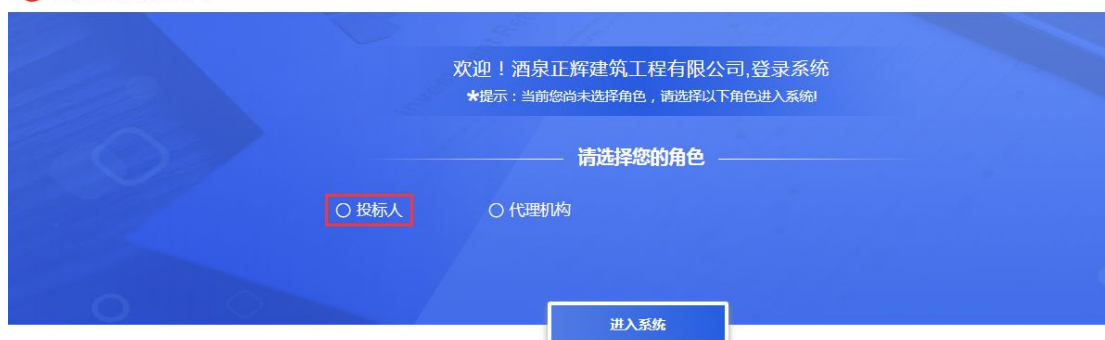 欢迎！酒泉正辉建筑工程有限公司,登录系统
★提示：当前您尚未选择角色，请选择以下角色进入系统!
请选择您的角色
投标人
代理机构
进入系统